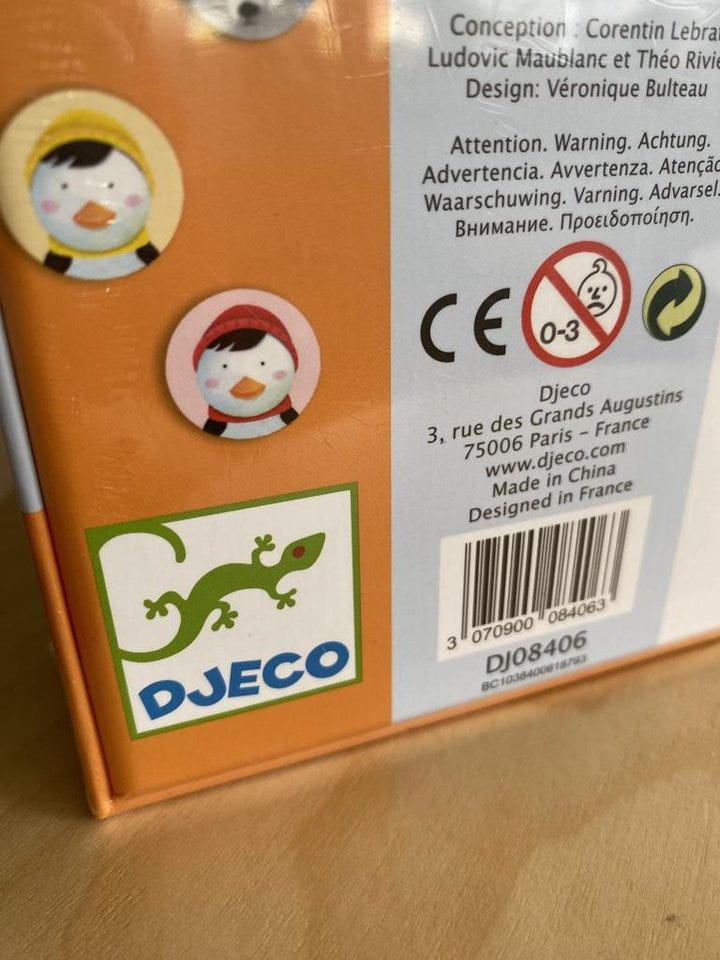 Conception : Corentin Lebrat
Ludovic Maublanc et Théo Rivie
Design: Véronique Bulteau
Attention. Warning. Achtung.
Advertencia. Avvertenza. Atenção
Waarschuwing. Varning. Advarsel.
Внимание. Προειδοποίηση.
CE
0-3
Djeco
3, rue des Grands Augustins
75006 Paris – France
www.djeco.com
Made in China
Designed in France
3 070900 084063
DJ08406
DJECO